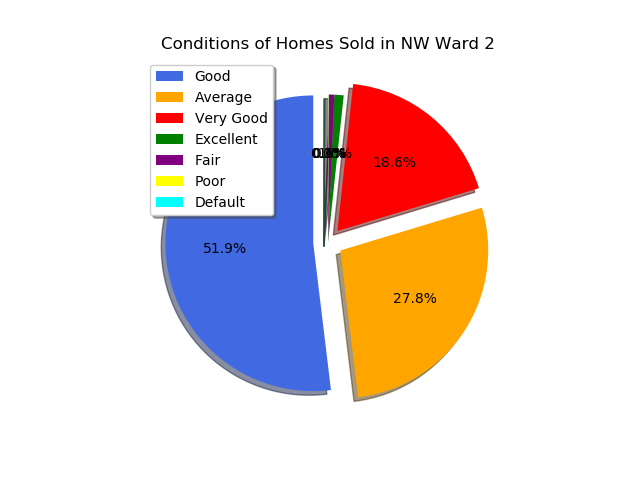 Conditions of Homes Sold in NW Ward 2
Good
Average
Very Good
Excellent
Fair
Poor
Default
18.6%
51.9%
27.8%